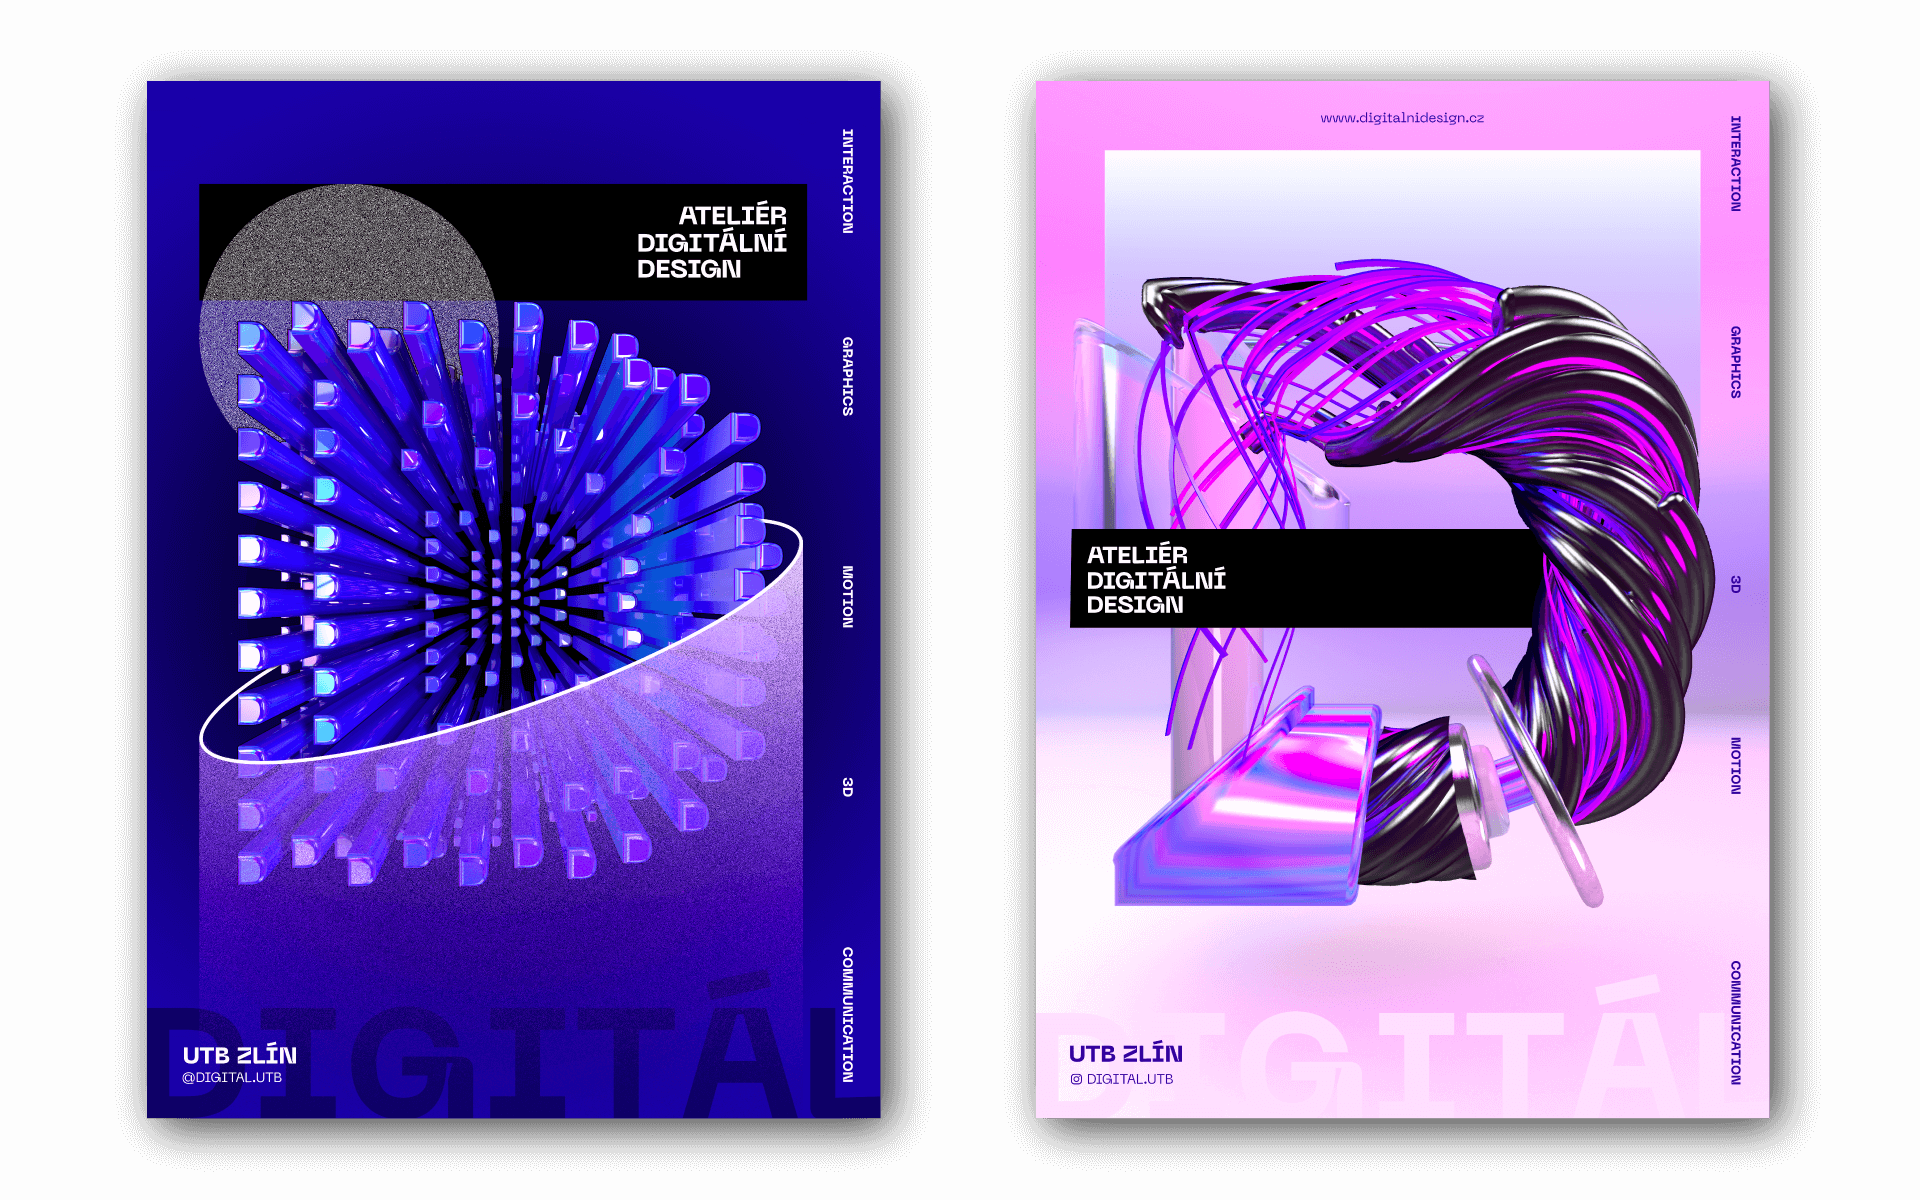 ATELIÉR
DIGITÁLNÍ
DESIGN
INTERACTION
GRAPHICS
MOTION
3D
COMMUNICATION
DIGITÁL
UTB ZLÍN
@DIGITAL.UTB
www.digitalnidesign.cz
INTERACTION
GRAPHICS
3D
MOTION
COMMUNICATION
ATELIÉR
DIGITÁLNÍ
DESIGN
DIGITÁL
UTB ZLÍN
DIGITAL.UTB